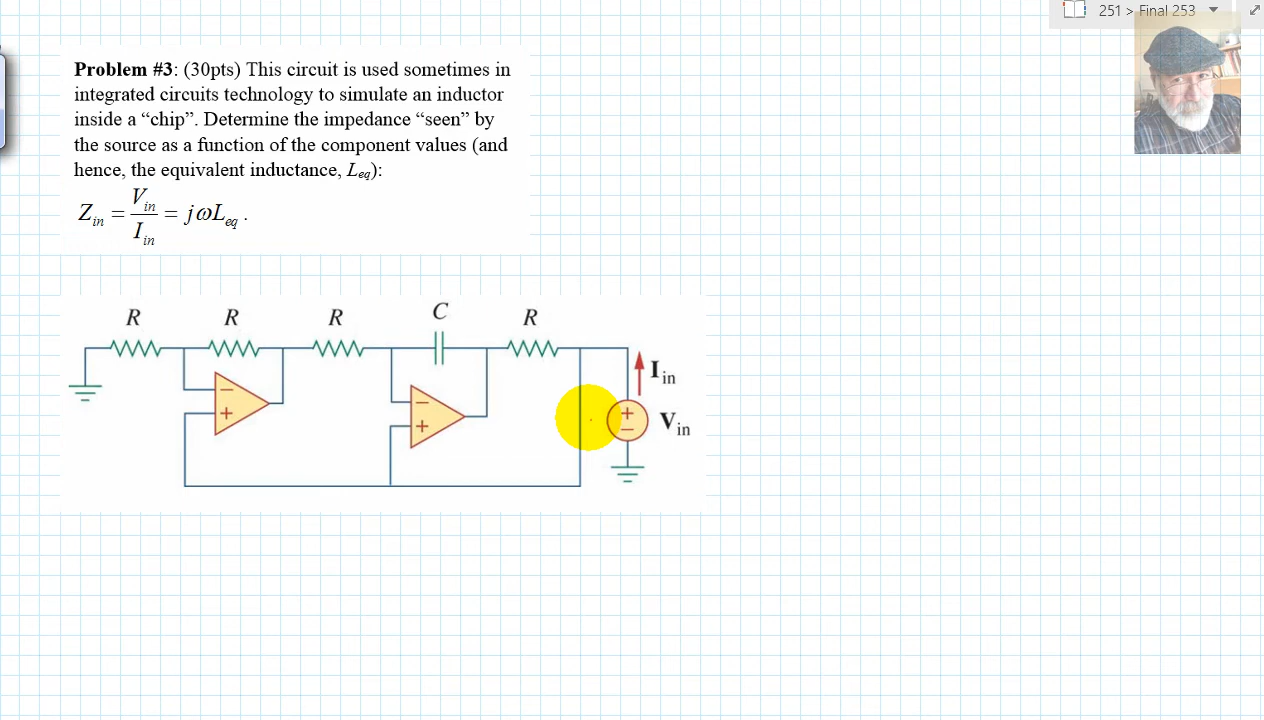 251 > Final 253
Problem #3: (30pts) This circuit is used sometimes in
integrated circuits technology to simulate an inductor
inside a “chip”. Determine the impedance “seen” by
the source as a function of the component values (and
hence, the equivalent inductance, Leq):
Zin = Vin / Iin = jωLeq .
R R R C R
− + − +
Iin
+ −
Vin